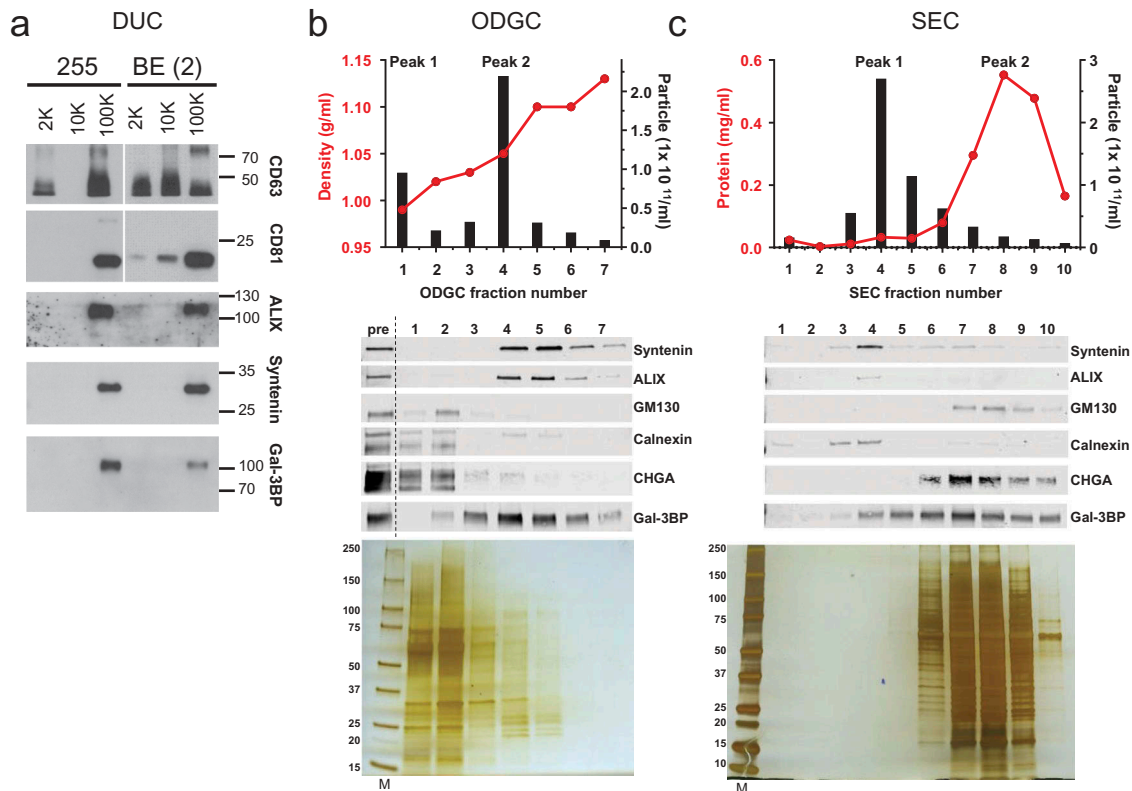 a
DUC
255 BE (2)
2K 10K 100K 2K 10K 100K
70
50
CD63
25
CD81
130
100
ALIX
35
25
Syntenin
100
70
Gal-3BP
b
ODGC
Peak 1 Peak 2
Density (g/ml)
1.15
1.10
1.05
1.00
0.95
Particle (1x 10 11/ml)
2.0
1.5
1.0
0.5
0.0
1 2 3 4 5 6 7
ODGC fraction number
pre 1 2 3 4 5 6 7
Syntenin
ALIX
GM130
Calnexin
CHGA
Gal-3BP
250
150
100
75
50
37
25
20
15
M
c
SEC
Peak 1 Peak 2
Protein (mg/ml)
0.6
0.4
0.2
0.0
Particle (1x 10 11/ml)
3
2
1
0
1 2 3 4 5 6 7 8 9 10
SEC fraction number
1 2 3 4 5 6 7 8 9 10
Syntenin
ALIX
GM130
Calnexin
CHGA
Gal-3BP
250
150
100
75
50
37
25
20
15
10
M